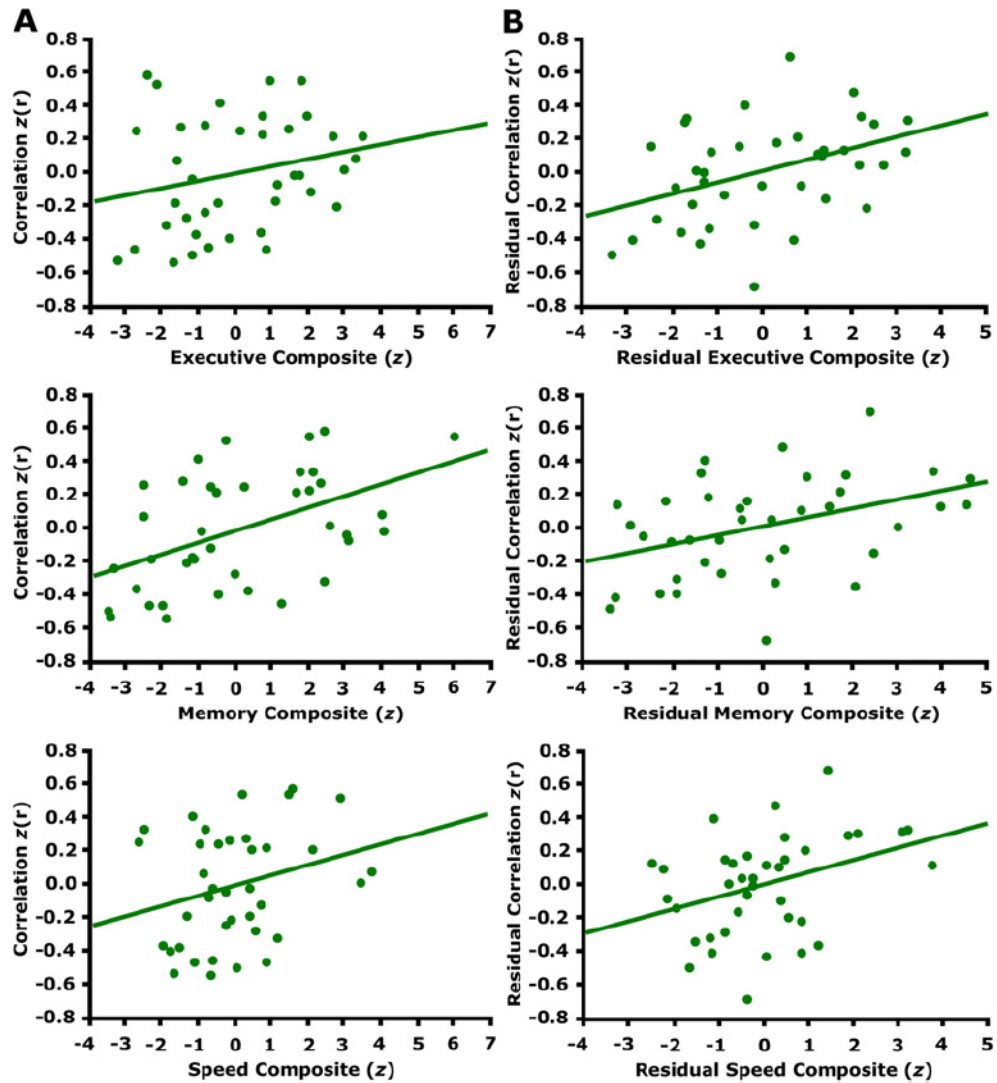 A
B
Correlation z(r)
0.8
0.6
0.4
0.2
0.0
-0.2
-0.4
-0.6
-0.8
-4 -3 -2 -1 0 1 2 3 4 5 6 7
Executive Composite (z)
Residual Correlation z(r)
0.8
0.6
0.4
0.2
0.0
-0.2
-0.4
-0.6
-0.8
-4 -3 -2 -1 0 1 2 3 4 5
Residual Executive Composite (z)
Correlation z(r)
0.8
0.6
0.4
0.2
0.0
-0.2
-0.4
-0.6
-0.8
-4 -3 -2 -1 0 1 2 3 4 5 6 7
Memory Composite (z)
Residual Correlation z(r)
0.8
0.6
0.4
0.2
0.0
-0.2
-0.4
-0.6
-0.8
-4 -3 -2 -1 0 1 2 3 4 5
Residual Memory Composite (z)
Correlation z(r)
0.8
0.6
0.4
0.2
0.0
-0.2
-0.4
-0.6
-0.8
-4 -3 -2 -1 0 1 2 3 4 5 6 7
Speed Composite (z)
Residual Correlation z(r)
0.8
0.6
0.4
0.2
0.0
-0.2
-0.4
-0.6
-0.8
-4 -3 -2 -1 0 1 2 3 4 5
Residual Speed Composite (z)